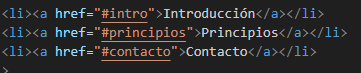 <li><a href="#intro">Introducción</a></li>
<li><a href="#principios">Principios</a></li>
<li><a href="#contacto">Contacto</a></li>